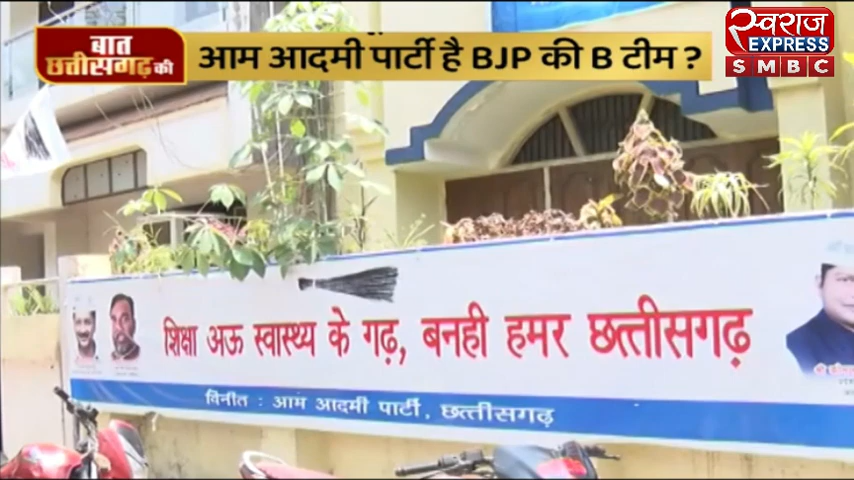 बात
छत्तीसगढ़ की
आम आदमी पार्टी है BJP की B टीम ?
स्वराज
EXPRESS
SMBC
शिक्षा अऊ स्वास्थ्य के गढ़, बनही हमर छत्तीसगढ़
विनीत : आम आदमी पार्टी, छत्तीसगढ़